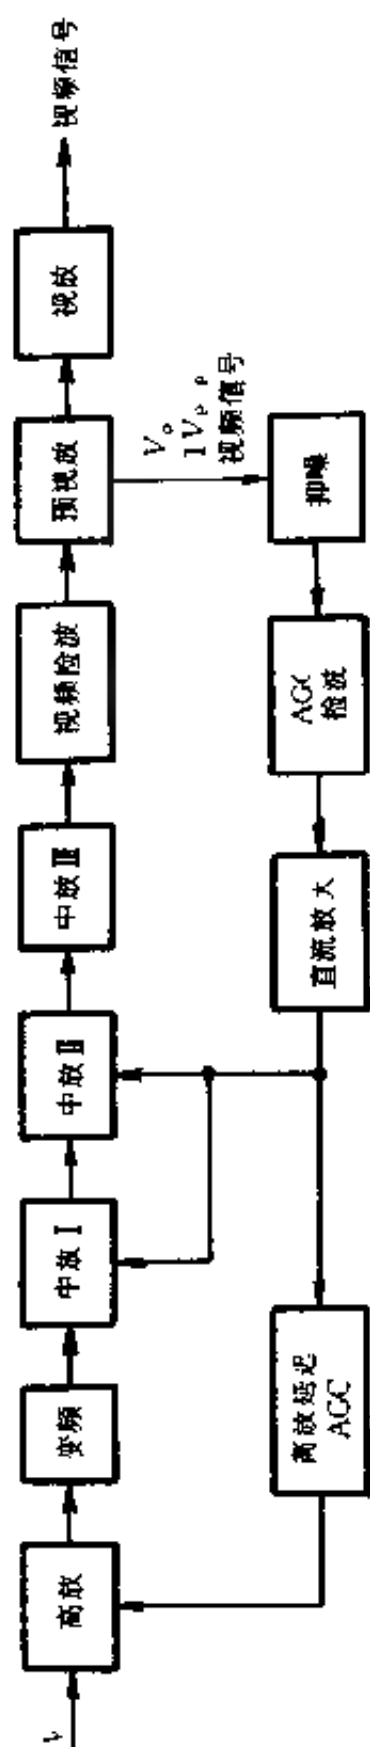 高放
变频
中放Ⅰ
中放Ⅱ
中放Ⅲ
视频检波
预视放
视放
视频信号
V。
1Vₚ₋ₚ
视频信号
抑噪
AGC
检波
直流放大
高放延迟
AGC